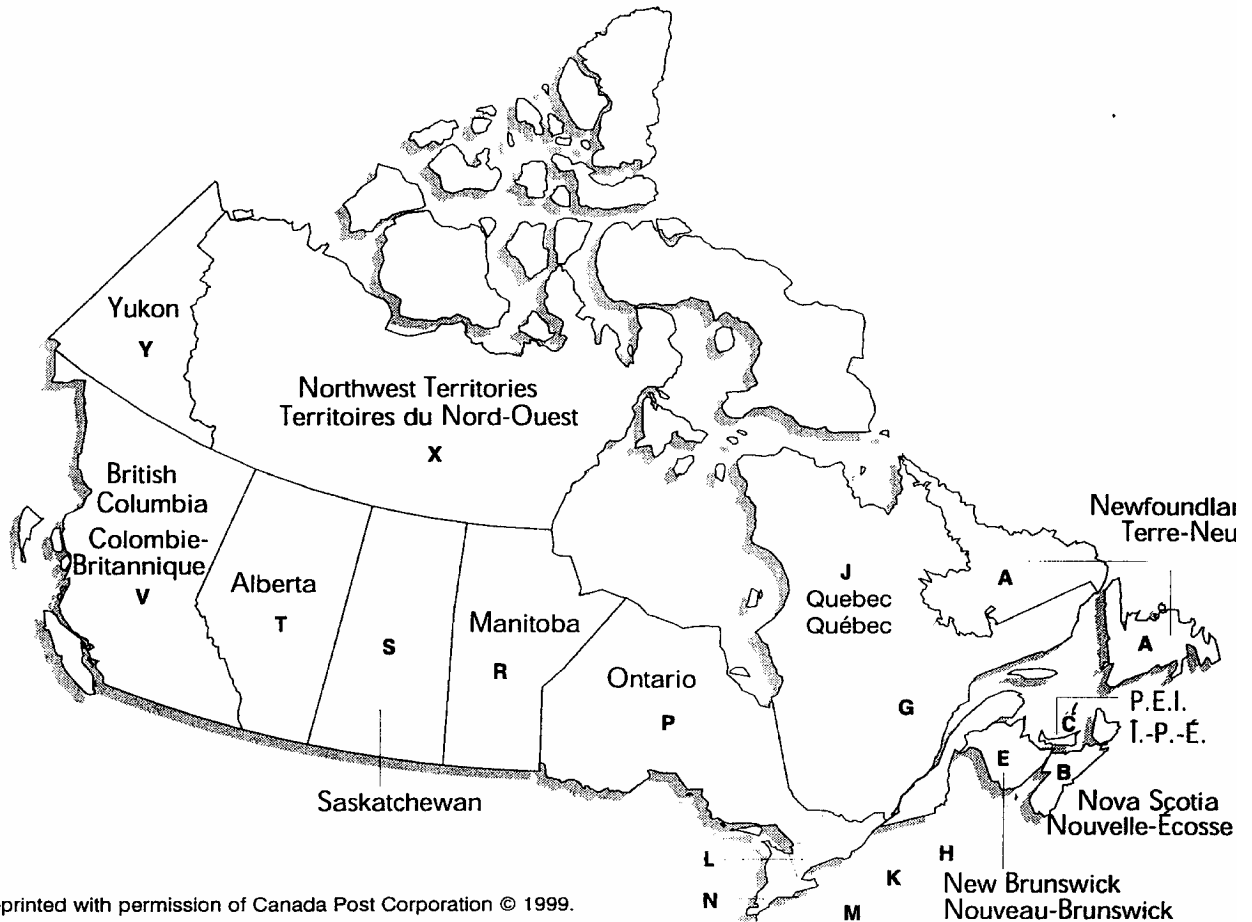 Yukon
Y
Northwest Territories
Territoires du Nord-Ouest
X
British
Columbia
Colombie-
Britannique
V
Alberta
T
S
Saskatchewan
Manitoba
R
Ontario
P
J
Quebec
Québec
G
A
Newfoundlan
Terre-Neu
A
C
P.E.I.
Î.-P.-É.
E
B
Nova Scotia
Nouvelle-Écosse
L
N
H
K
M
New Brunswick
Nouveau-Brunswick
printed with permission of Canada Post Corporation © 1999.